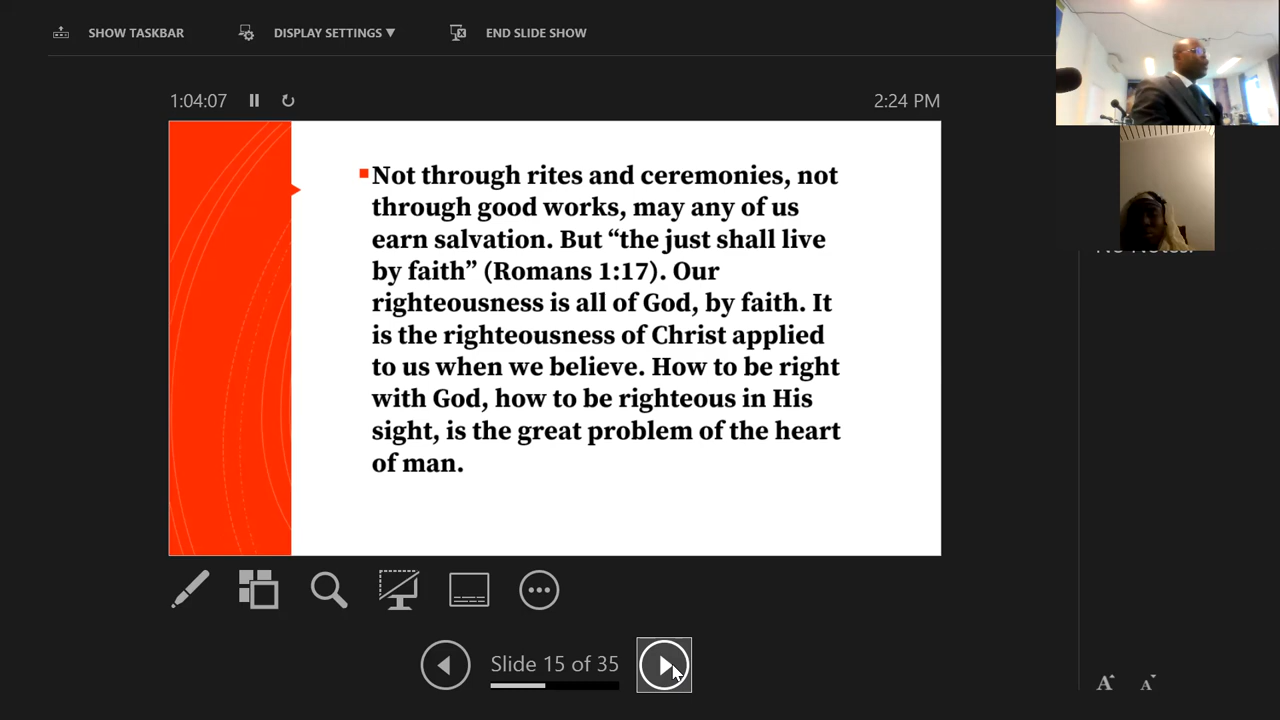 SHOW TASKBAR
DISPLAY SETTINGS ▼
END SLIDE SHOW
1:04:07
2:24 PM
Not through rites and ceremonies, not
through good works, may any of us
earn salvation. But “the just shall live
by faith” (Romans 1:17). Our
righteousness is all of God, by faith. It
is the righteousness of Christ applied
to us when we believe. How to be right
with God, how to be righteous in His
sight, is the great problem of the heart
of man.
No Notes.
Slide 15 of 35
A A